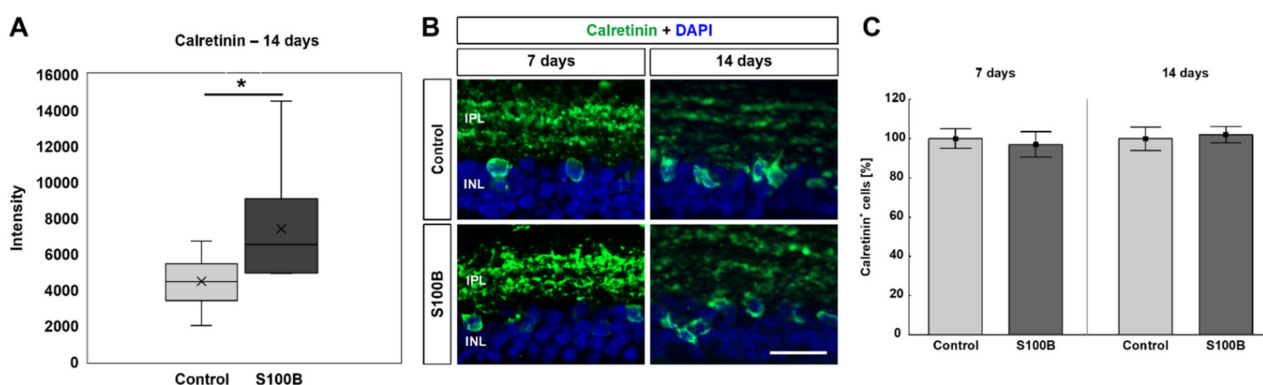 A
Calretinin – 14 days
*
Intensity
16000
14000
12000
10000
8000
6000
4000
2000
0
Control S100B
B
Calretinin + DAPI
7 days 14 days
Control
IPL
INL
S100B
IPL
INL
C
7 days 14 days
Calretinin⁺ cells [%]
120
100
80
60
40
20
0
Control S100B Control S100B